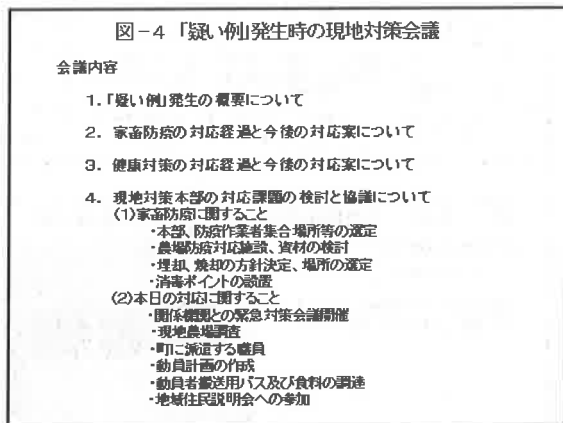 図-4 「疑い例」発生時の現地対策会議
会議内容
1.「疑い例」発生の概要について
2. 家畜防疫の対応経過と今後の対応案について
3. 健康対策の対応経過と今後の対応案について
4. 現地対策本部の対応課題の検討と協議について
(1)家畜防疫に関すること
・本部、防疫作業者集合場所等の選定
・農場防疫対応施設、資材の検討
・埋却、焼却の方針決定、場所の選定
・消毒ポイントの設置
(2)本日の対応に関すること
・関係機関との緊急対策会議開催
・現地農場調査
・町に派遣する職員
・動員計画の作成
・動員者搬送用バス及び食料の調達
・地域住民説明会への参加